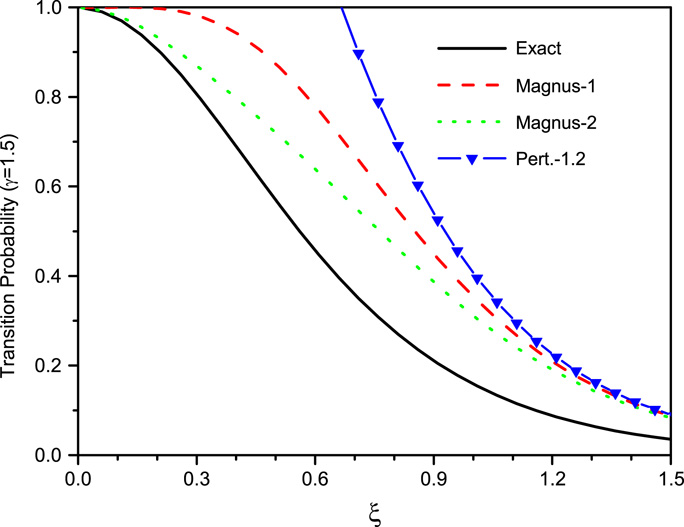 Transition Probability (γ=1.5)
1.0
0.8
0.6
0.4
0.2
0.0
0.0 0.3 0.6 0.9 1.2 1.5
ξ
Exact
Magnus-1
Magnus-2
Pert.-1.2